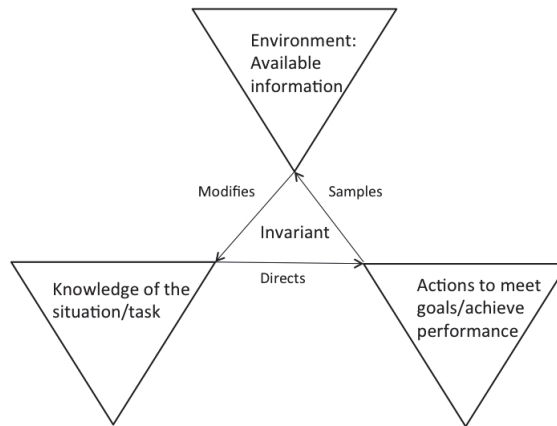 Environment:
Available
information
Modifies
Samples
Invariant
Directs
Knowledge of the
situation/task
Actions to meet
goals/achieve
performance